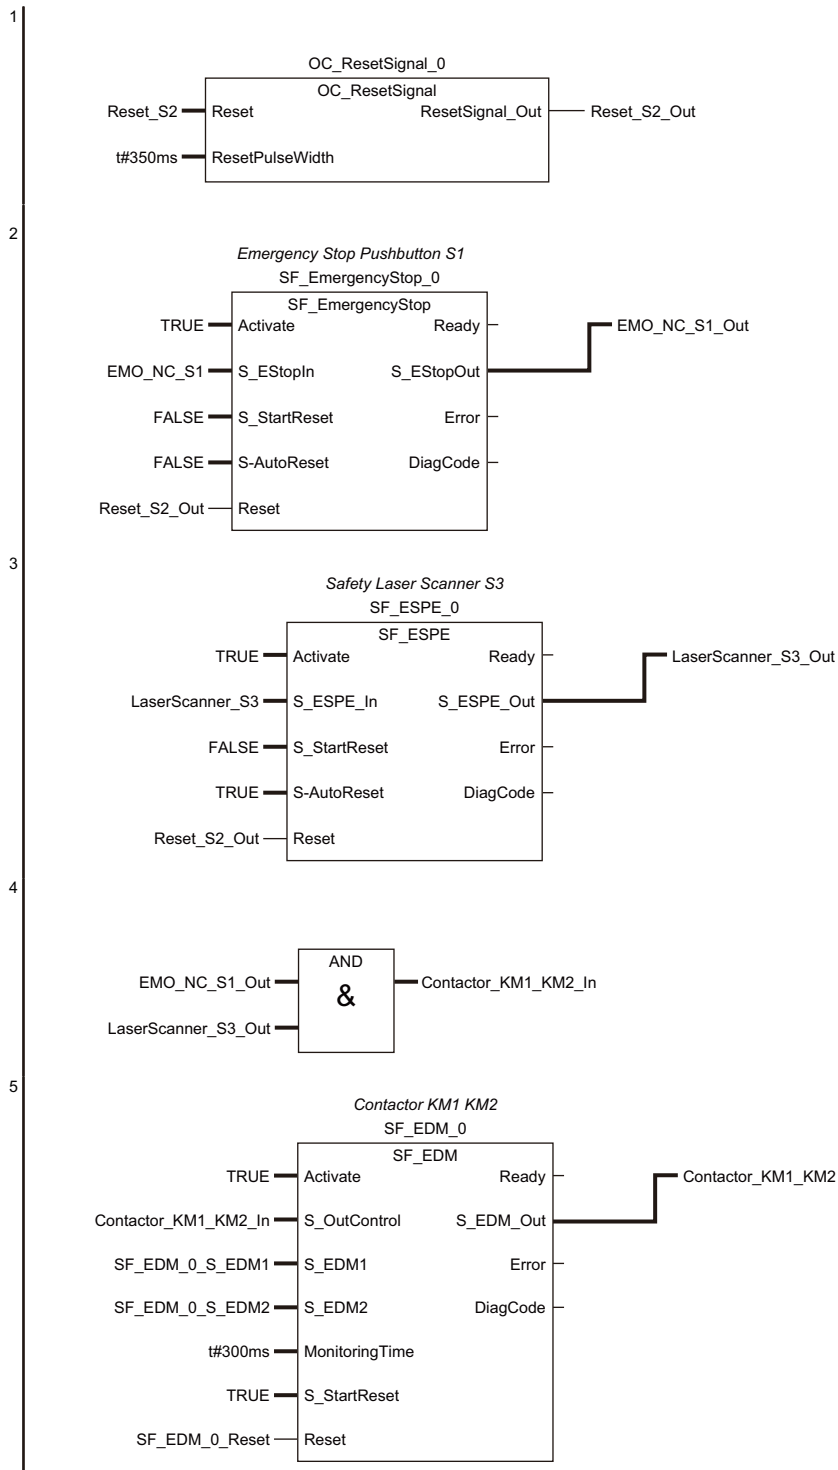 1
OC_ResetSignal_0
OC_ResetSignal
Reset_S2 Reset ResetSignal_Out Reset_S2_Out
t#350ms ResetPulseWidth
2
Emergency Stop Pushbutton S1
SF_EmergencyStop_0
SF_EmergencyStop
TRUE Activate Ready EMO_NC_S1_Out
EMO_NC_S1 S_EStopIn S_EStopOut
FALSE S_StartReset Error
FALSE S-AutoReset DiagCode
Reset_S2_Out Reset
3
Safety Laser Scanner S3
SF_ESPE_0
SF_ESPE
TRUE Activate Ready LaserScanner_S3_Out
LaserScanner_S3 S_ESPE_In S_ESPE_Out
FALSE S_StartReset Error
TRUE S-AutoReset DiagCode
Reset_S2_Out Reset
4
AND
EMO_NC_S1_Out & Contactor_KM1_KM2_In
LaserScanner_S3_Out
5
Contactor KM1 KM2
SF_EDM_0
SF_EDM
TRUE Activate Ready Contactor_KM1_KM2
Contactor_KM1_KM2_In S_OutControl S_EDM_Out
SF_EDM_0_S_EDM1 S_EDM1 Error
SF_EDM_0_S_EDM2 S_EDM2 DiagCode
t#300ms MonitoringTime
TRUE S_StartReset
SF_EDM_0_Reset Reset